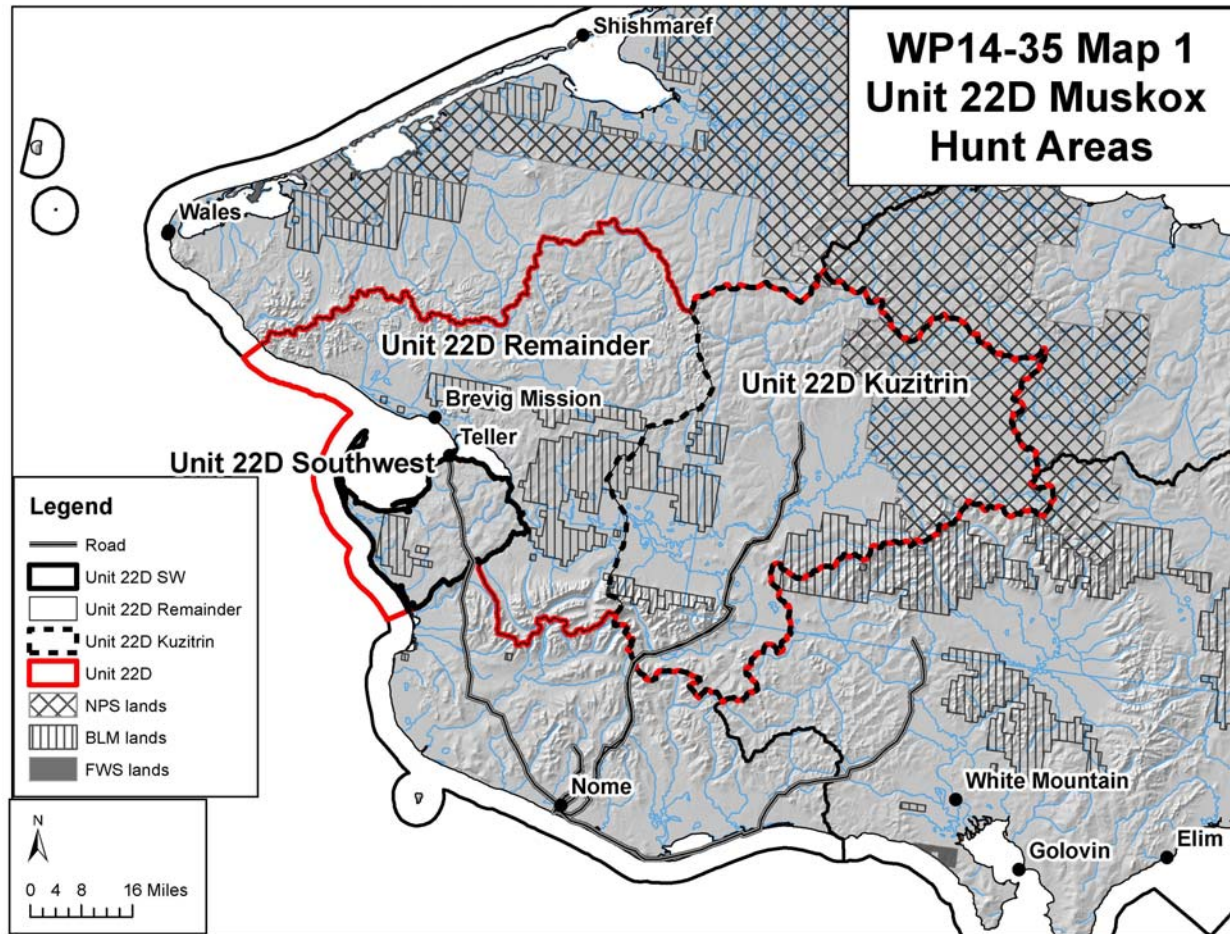 WP14-35 Map 1
Unit 22D Muskox
Hunt Areas
Shishmaref
Wales
Unit 22D Remainder
Unit 22D Kuzitrin
Brevig Mission
Teller
Unit 22D Southwest
Legend
Road
Unit 22D SW
Unit 22D Remainder
Unit 22D Kuzitrin
Unit 22D
NPS lands
BLM lands
FWS lands
Nome
White Mountain
Golovin
Elim
N
0 4 8 16 Miles